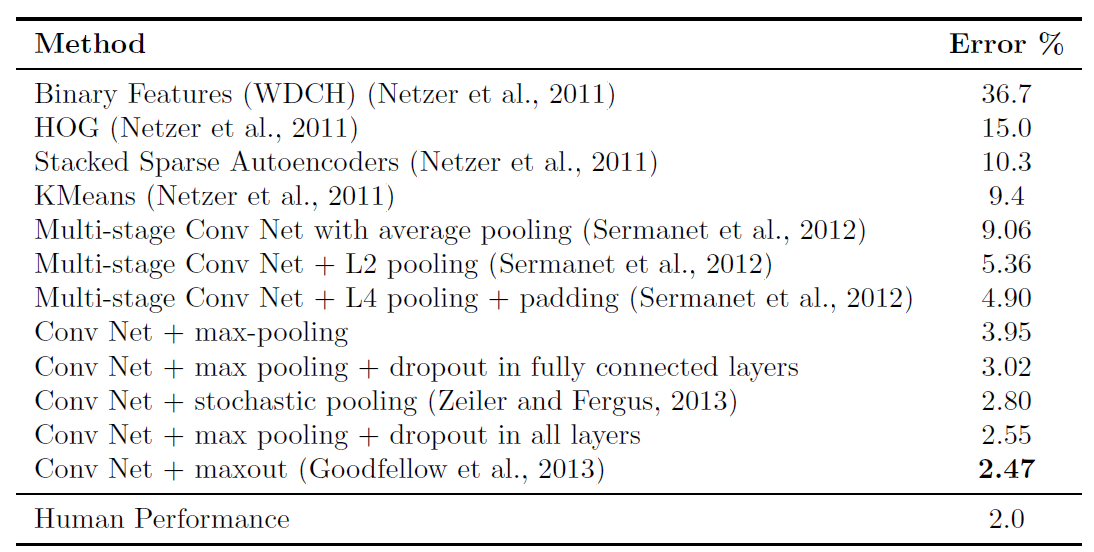 Method Error %
Binary Features (WDCH) (Netzer et al., 2011) 36.7
HOG (Netzer et al., 2011) 15.0
Stacked Sparse Autoencoders (Netzer et al., 2011) 10.3
KMeans (Netzer et al., 2011) 9.4
Multi-stage Conv Net with average pooling (Sermanet et al., 2012) 9.06
Multi-stage Conv Net + L2 pooling (Sermanet et al., 2012) 5.36
Multi-stage Conv Net + L4 pooling + padding (Sermanet et al., 2012) 4.90
Conv Net + max-pooling 3.95
Conv Net + max pooling + dropout in fully connected layers 3.02
Conv Net + stochastic pooling (Zeiler and Fergus, 2013) 2.80
Conv Net + max pooling + dropout in all layers 2.55
Conv Net + maxout (Goodfellow et al., 2013) 2.47
Human Performance 2.0